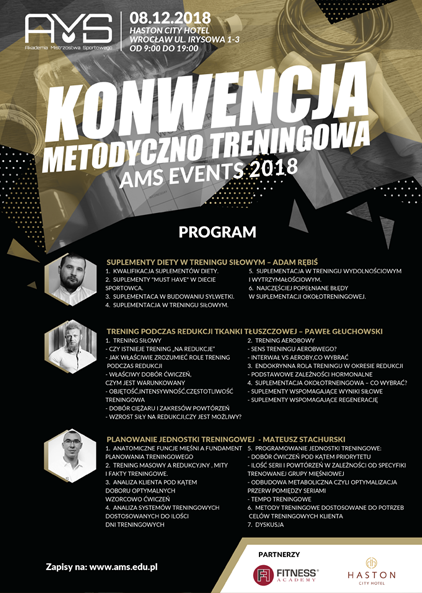 AMS
Akademia Mistrzostwa Sportowego
08.12.2018
HASTON CITY HOTEL
WROCŁAW UL. IRYSOWA 1-3
OD 9:00 DO 19:00
KONWENCJA
METODYCZNO TRENINGOWA
AMS EVENTS 2018
PROGRAM
SUPLEMENTY DIETY W TRENINGU SIŁOWYM – ADAM RĘBIŚ
1. KWALIFIKACJA SUPLEMENTÓW DIETY.
2. SUPLEMENTY "MUST HAVE" W DIECIE
SPORTOWCA.
3. SUPLEMENTACA W BUDOWANIU SYLWETKI.
4. SUPLEMENTACJA W TRENINGU SIŁOWYM.
5. SUPLEMENTACJA W TRENINGU WYDOLNOŚCIOWYM
I WYTRZYMAŁOŚCIOWYM.
6. NAJCZĘŚCIEJ POPEŁNIANE BŁĘDY
W SUPLEMENTACJI OKOŁOTRENINGOWEJ.
TRENING PODCZAS REDUKCJI TKANKI TŁUSZCZOWEJ – PAWEŁ GŁUCHOWSKI
1. TRENING SIŁOWY
- CZY ISTNIEJE TRENING „NA REDUKCJE"
- JAK WŁAŚCIWIE ZROZUMIEĆ ROLE TRENING
PODCZAS REDUKCJI
- WŁAŚCIWY DOBÓR ĆWICZEŃ,
CZYM JEST WARUNKOWANY
- OBJĘTOŚĆ,INTENSYWNOŚĆ,CZĘSTOTLIWOŚĆ
TRENINGOWA
- DOBÓR CIĘŻARU I ZAKRESÓW POWTÓRZEŃ
- WZROST SIŁY NA REDUKCJI,CZY JEST MOŻLIWY?
2. TRENING AEROBOWY
- SENS TRENINGU AEROBWEGO?
- INTERWAŁ VS AEROBY,CO WYBRAĆ
3. ENDOKRYNNA ROLA TRENINGU W OKRESIE REDUKCJI
- PODSTAWOWE ZALEŻNOŚCI HORMONALNE
4. SUPLEMENTACJA OKOŁOTRNEINGOWA – CO WYBRAĆ?
- SUPLEMENTY WSPOMAGAJĄCE WYNIKI SIŁOWE
- SUPLEMENTY WSPOMAGAJĄCE REGENERACJĘ
PLANOWANIE JEDNOSTKI TRENINGOWEJ - MATEUSZ STACHURSKI
1. ANATOMICZNE FUNCJE MIĘŚNI A FUNDAMENT
PLANOWANIA TRENINGOWEGO
2. TRENING MASOWY A REDUKCYJNY, MITY
I FAKTY TRENINGOWE.
3. ANALIZA KLIENTA POD KĄTEM
DOBORU OPTYMALNYCH
WZORCOWO ĆWICZEŃ
4. ANALIZA SYSTEMÓW TRENINGOWYCH
DOSTOSOWANYCH DO ILOŚCI
DNI TRENINGOWYCH
5. PROGRAMOWANIE JEDNOSTKI TRENINGOWE:
- DOBÓR ĆWICZEŃ POD KĄTEM PRIORYTETU
- ILOŚĆ SERII I POWTÓRZEŃ W ZALEŻNOŚCI OD SPECYFIKI
TRENOWANEJ GRUPY MIĘŚNIOWEJ
- ODBUDOWA METABOLICZNA CZYLI OPTYMALIZACJA
PRZERW POMIĘDZY SERIAMI
- TEMPO TRENINGOWE
6. METODY TRENINGOWE DOSTOSOWANE DO POTRZEB
CELÓW TRENINGOWYCH KLIENTA
7. DYSKUSJA
Zapisy na: www.ams.edu.pl
PARTNERZY
FITNESS
ACADEMY
HASTON
CITY HOTEL